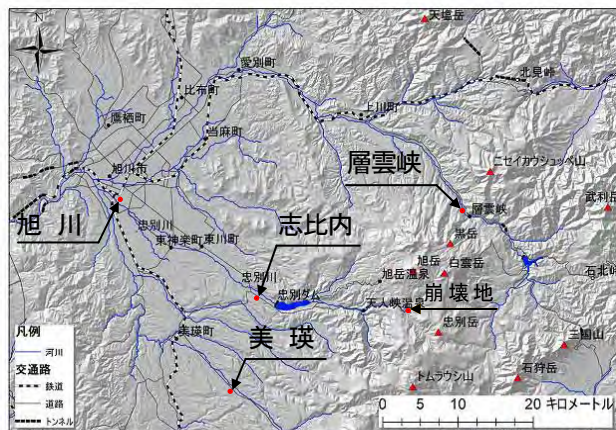 N
天塩岳
愛別町
北見峠
比布町
上川町
鷹栖町
当麻町
層雲峡
ニセイカウシュッペ山
旭川市
武利岳
旭 川
志比内
層雲峡
忠別川
東神楽町
東川町
黒岳
旭岳
白雲岳
石北峠
旭岳温泉
忠別川
忠別ダム
天人峡温泉
崩壊地
凡例
河川
交通路
鉄道
道路
トンネル
美瑛町
美 瑛
忠別岳
三国山
トムラウシ山
石狩岳
0 5 10 20 キロメートル